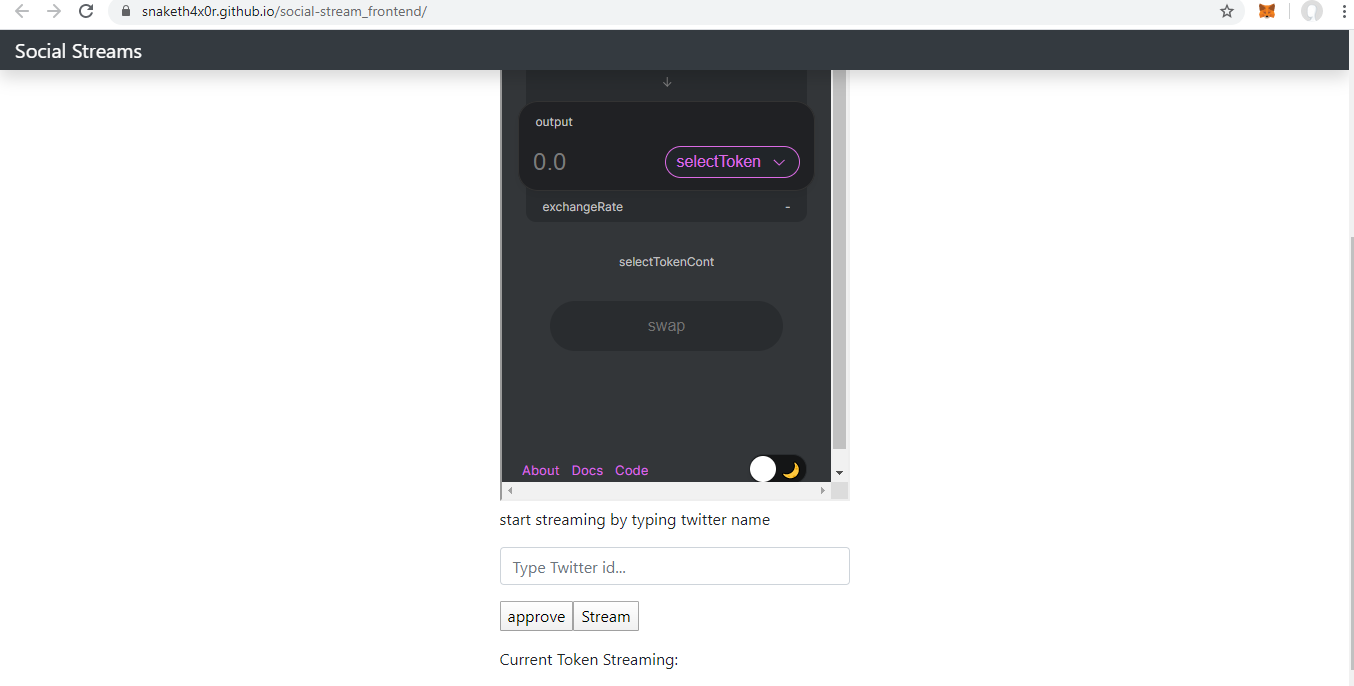 snaketh4x0r.github.io/social-stream_frontend/
Social Streams
output
0.0
selectToken
exchangeRate -
selectTokenCont
swap
About Docs Code
start streaming by typing twitter name
Type Twitter id...
approve Stream
Current Token Streaming: